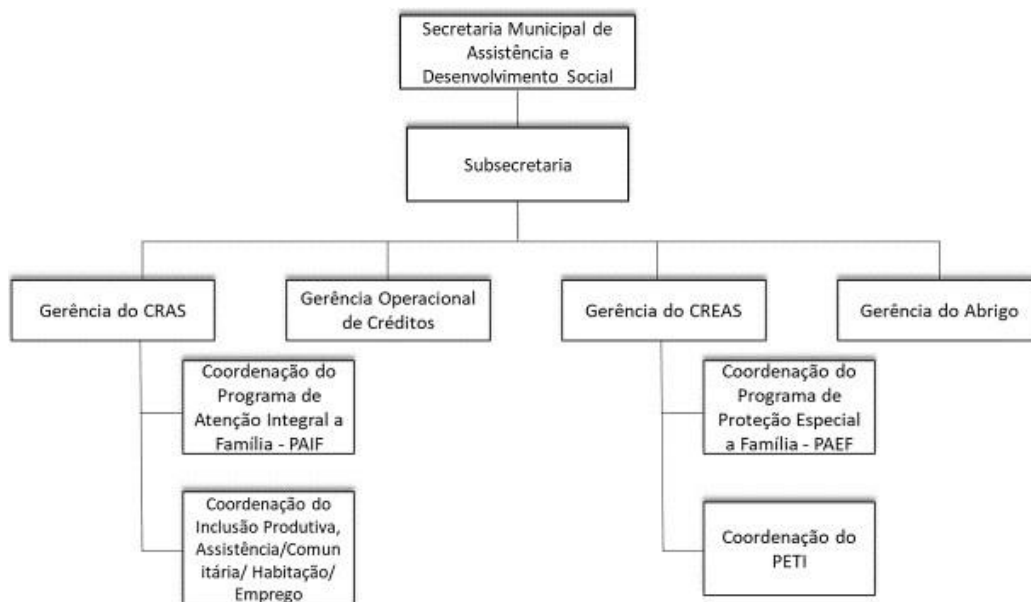 Secretaria Municipal de
Assistência e
Desenvolvimento Social
Subsecretaria
Gerência do CRAS
Gerência Operacional
de Créditos
Gerência do CREAS
Gerência do Abrigo
Coordenação do
Programa de
Atenção Integral a
Família - PAIF
Coordenação do
Programa de
Proteção Especial
a Família - PAEF
Coordenação do
Inclusão Produtiva,
Assistência/Comun
itária/ Habitação/
Emprego
Coordenação do
PETI